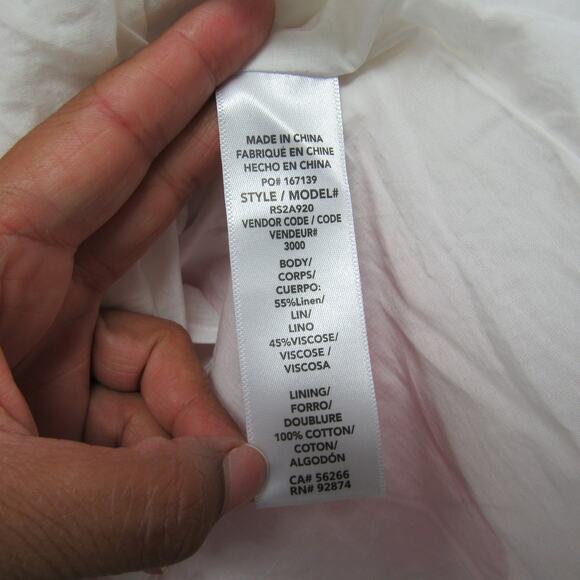 MADE IN CHINA
FABRIQUÉ EN CHINE
HECHO EN CHINA
PO# 167139
STYLE / MODEL#
RS2A920
VENDOR CODE / CODE
VENDEUR#
3000
BODY/
CORPS/
CUERPO:
55%Linen/
LIN/
LINO
45%VISCOSE/
VISCOSE /
VISCOSA
LINING/
FORRO/
DOUBLURE
100% COTTON/
COTON/
ALGODÓN
CA# 56266
RN# 92874